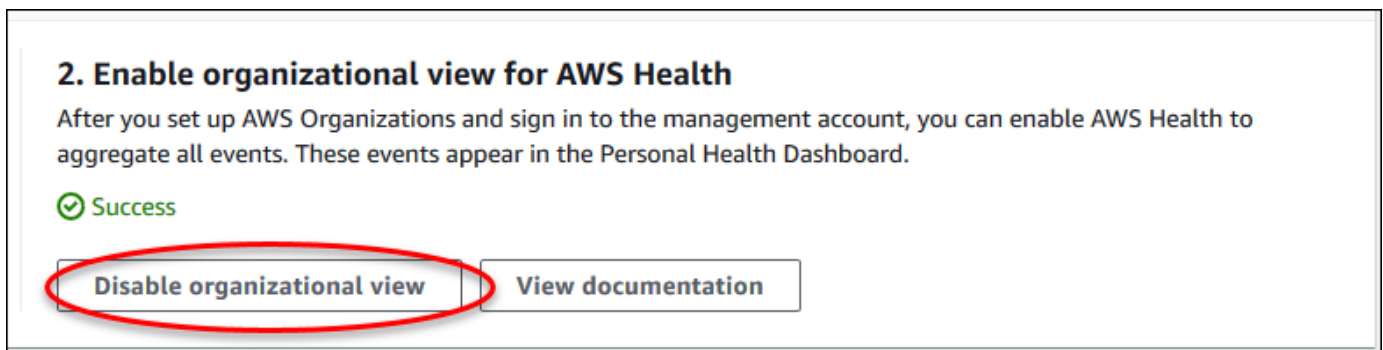 2. Enable organizational view for AWS Health
After you set up AWS Organizations and sign in to the management account, you can enable AWS Health to
aggregate all events. These events appear in the Personal Health Dashboard.
Success
Disable organizational view
View documentation